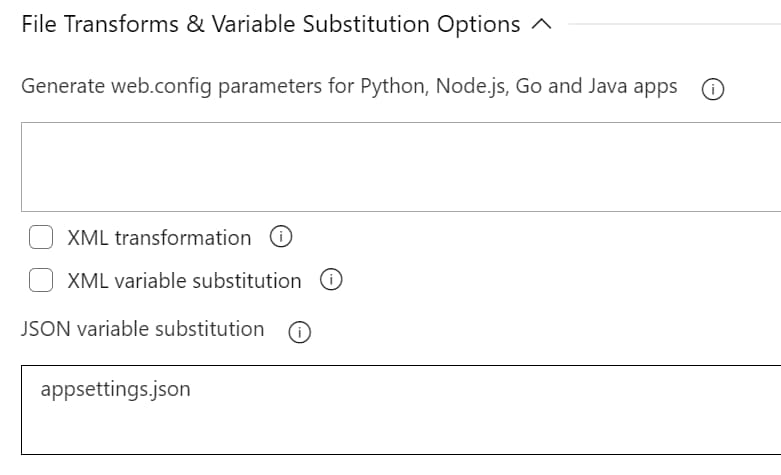 File Transforms & Variable Substitution Options
Generate web.config parameters for Python, Node.js, Go and Java apps
XML transformation
XML variable substitution
JSON variable substitution
appsettings.json